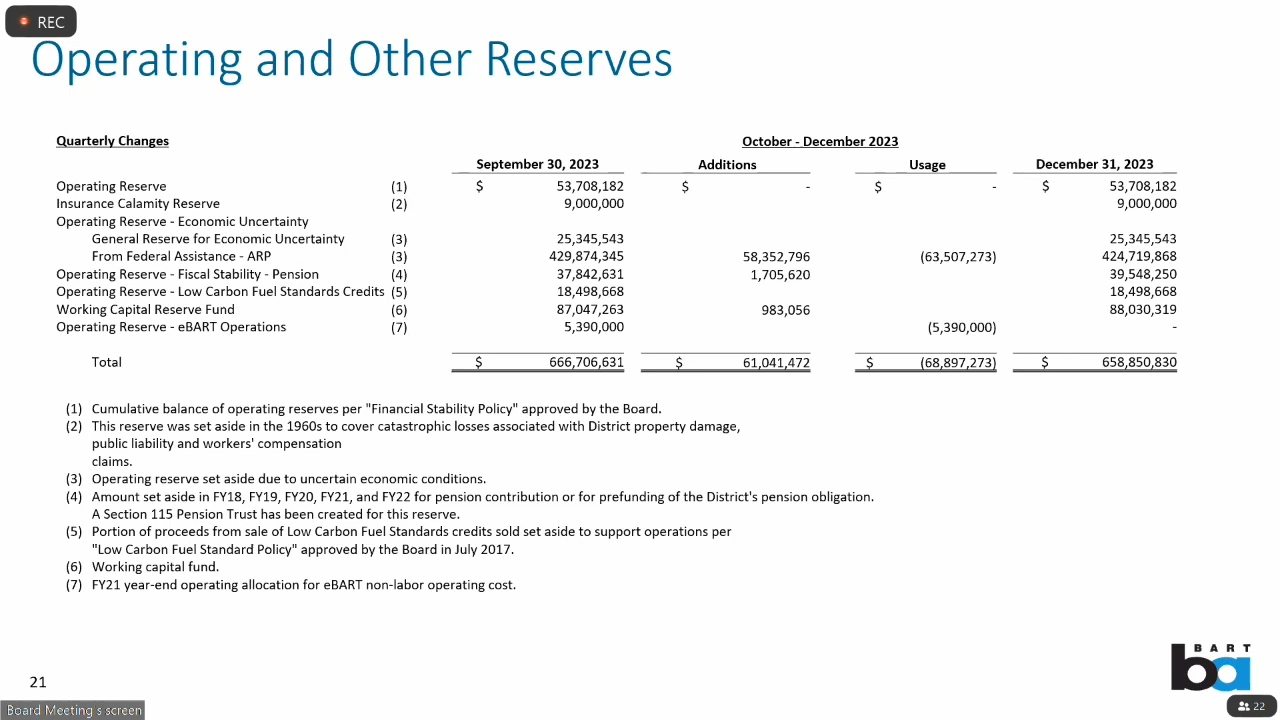 REC
Operating and Other Reserves
Quarterly Changes October - December 2023
September 30, 2023 Additions Usage December 31, 2023
Operating Reserve (1) $ 53,708,182 $ - $ - $ 53,708,182
Insurance Calamity Reserve (2) 9,000,000 9,000,000
Operating Reserve - Economic Uncertainty
General Reserve for Economic Uncertainty (3) 25,345,543 25,345,543
From Federal Assistance - ARP (3) 429,874,345 58,352,796 (63,507,273) 424,719,868
Operating Reserve - Fiscal Stability - Pension (4) 37,842,631 1,705,620 39,548,250
Operating Reserve - Low Carbon Fuel Standards Credits (5) 18,498,668 18,498,668
Working Capital Reserve Fund (6) 87,047,263 983,056 88,030,319
Operating Reserve - eBART Operations (7) 5,390,000 (5,390,000) -
Total $ 666,706,631 $ 61,041,472 $ (68,897,273) $ 658,850,830
(1) Cumulative balance of operating reserves per "Financial Stability Policy" approved by the Board.
(2) This reserve was set aside in the 1960s to cover catastrophic losses associated with District property damage,
public liability and workers' compensation
claims.
(3) Operating reserve set aside due to uncertain economic conditions.
(4) Amount set aside in FY18, FY19, FY20, FY21, and FY22 for pension contribution or for prefunding of the District's pension obligation.
A Section 115 Pension Trust has been created for this reserve.
(5) Portion of proceeds from sale of Low Carbon Fuel Standards credits sold set aside to support operations per
"Low Carbon Fuel Standard Policy" approved by the Board in July 2017.
(6) Working capital fund.
(7) FY21 year-end operating allocation for eBART non-labor operating cost.
BART
ba
21
Board Meeting's screen
22